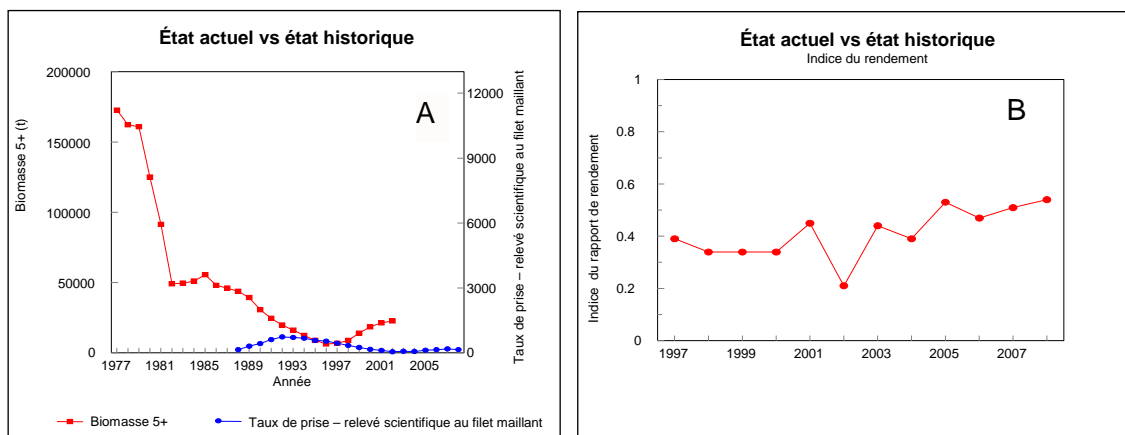 État actuel vs état historique
A
Biomasse 5+ (t)
200000
150000
100000
50000
0
Taux de prise – relevé scientifique au filet maillant
12000
9000
6000
3000
0
1977 1981 1985 1989 1993 1997 2001 2005
Année
Biomasse 5+ Taux de prise – relevé scientifique au filet maillant
État actuel vs état historique
Indice du rendement
B
Indice du rapport de rendement
1
0.8
0.6
0.4
0.2
0
1997 1999 2001 2003 2005 2007